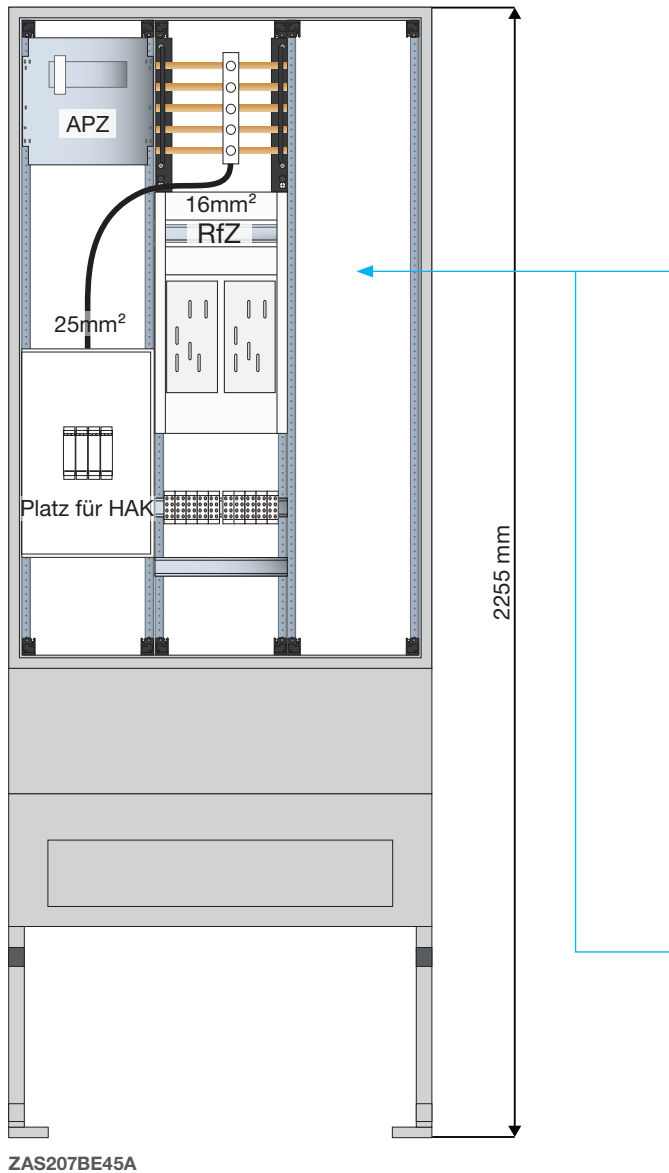 APZ
16mm²
RfZ
25mm²
Platz für HAK
2255 mm
ZAS207BE45A